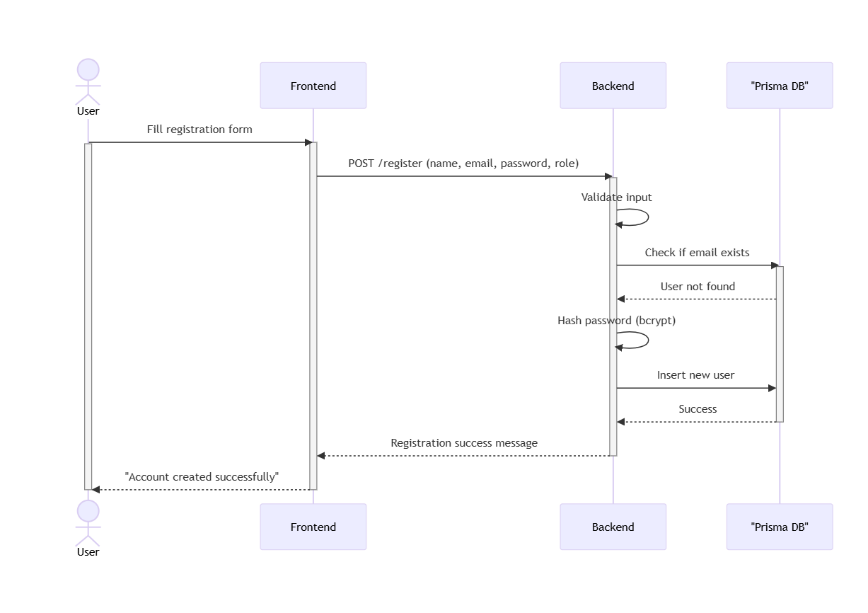 User
Frontend
Backend
"Prisma DB"
Fill registration form
POST /register (name, email, password, role)
Validate input
Check if email exists
User not found
Hash password (bcrypt)
Insert new user
Success
Registration success message
"Account created successfully"
User
Frontend
Backend
"Prisma DB"